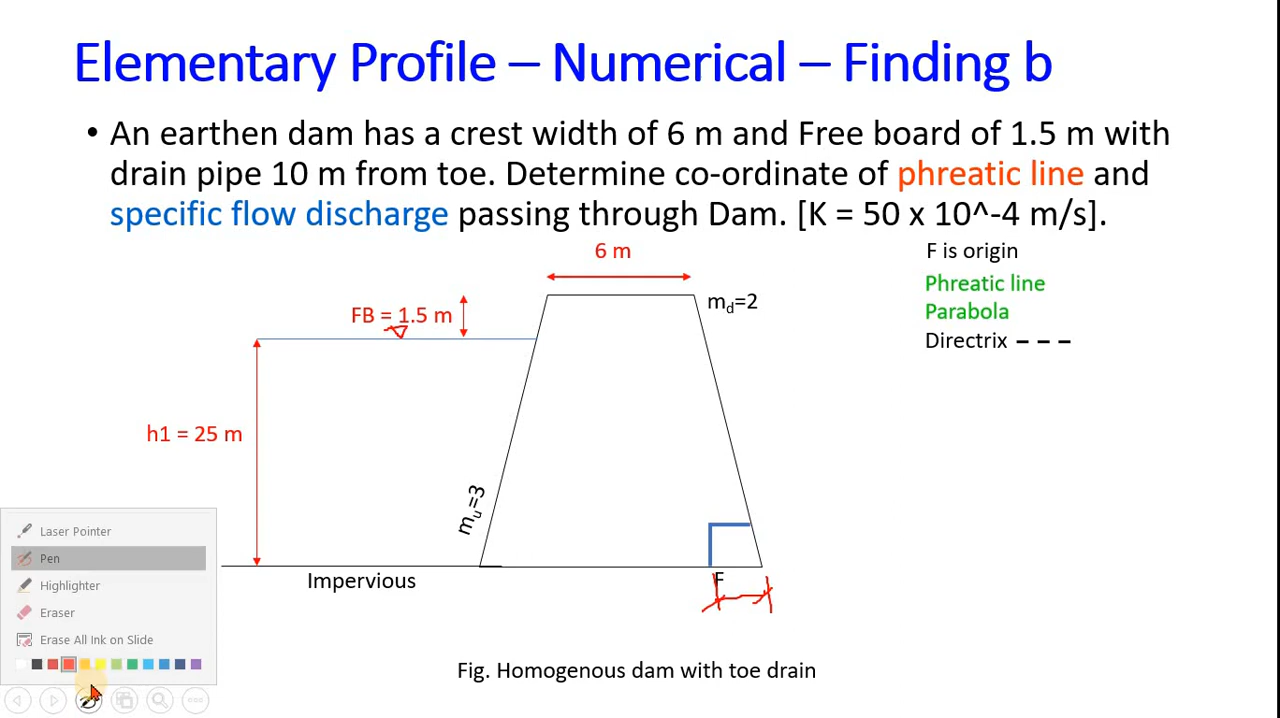 Elementary Profile – Numerical – Finding b
• An earthen dam has a crest width of 6 m and Free board of 1.5 m with
drain pipe 10 m from toe. Determine co-ordinate of phreatic line and
specific flow discharge passing through Dam. [K = 50 x 10^-4 m/s].
6 m
F is origin
Phreatic line
Parabola
Directrix – – –
FB = 1.5 m
md=2
h1 = 25 m
mu=3
Impervious
F
Fig. Homogenous dam with toe drain
Laser Pointer
Pen
Highlighter
Eraser
Erase All Ink on Slide